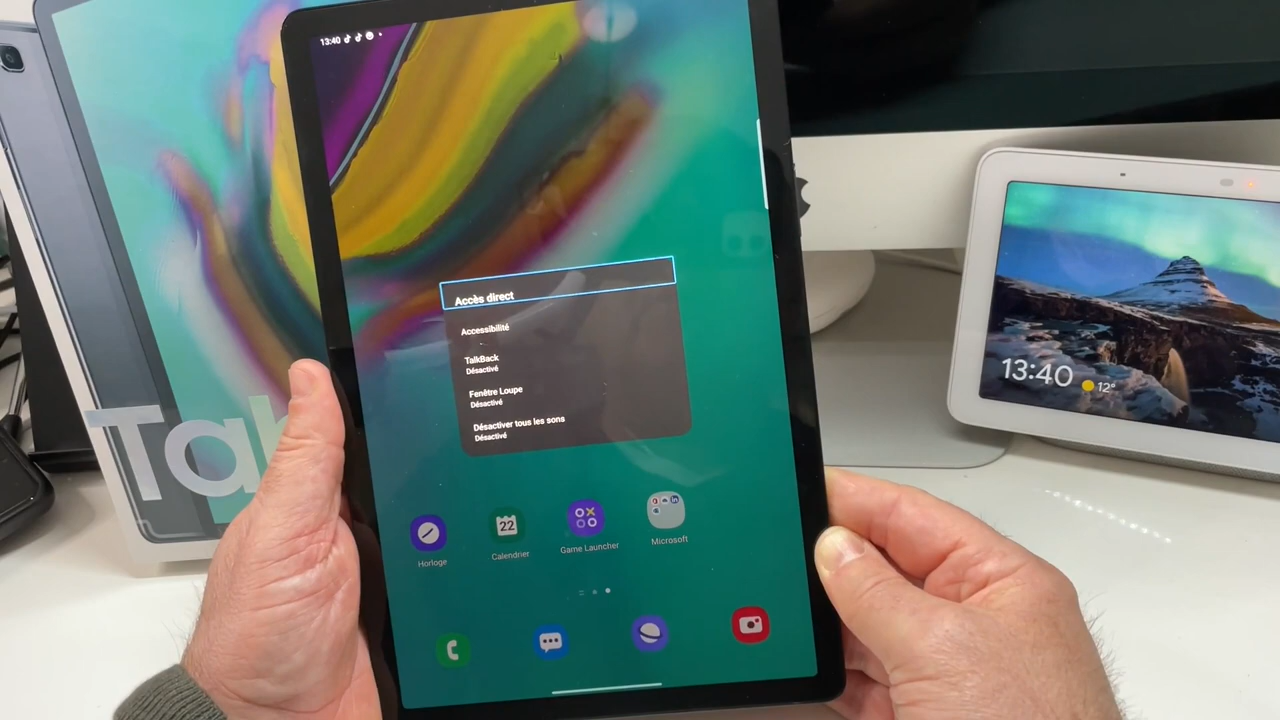 13:40
Accès direct
Accessibilité
TalkBack
Désactivé
Fenêtre Loupe
Désactivé
Désactiver tous les sons
Désactivé
22
Horloge
Calendrier
Game Launcher
Microsoft
Tab
13:40
12°